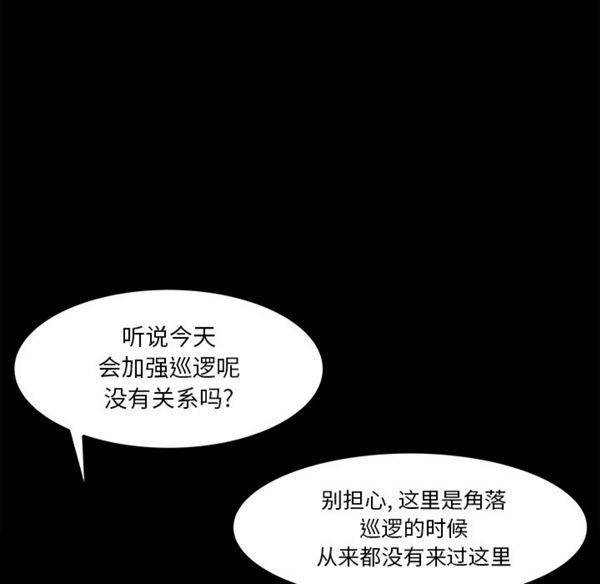 听说今天
会加强巡逻呢
没有关系吗?
别担心, 这里是角落
巡逻的时候
从来都没有来过这里